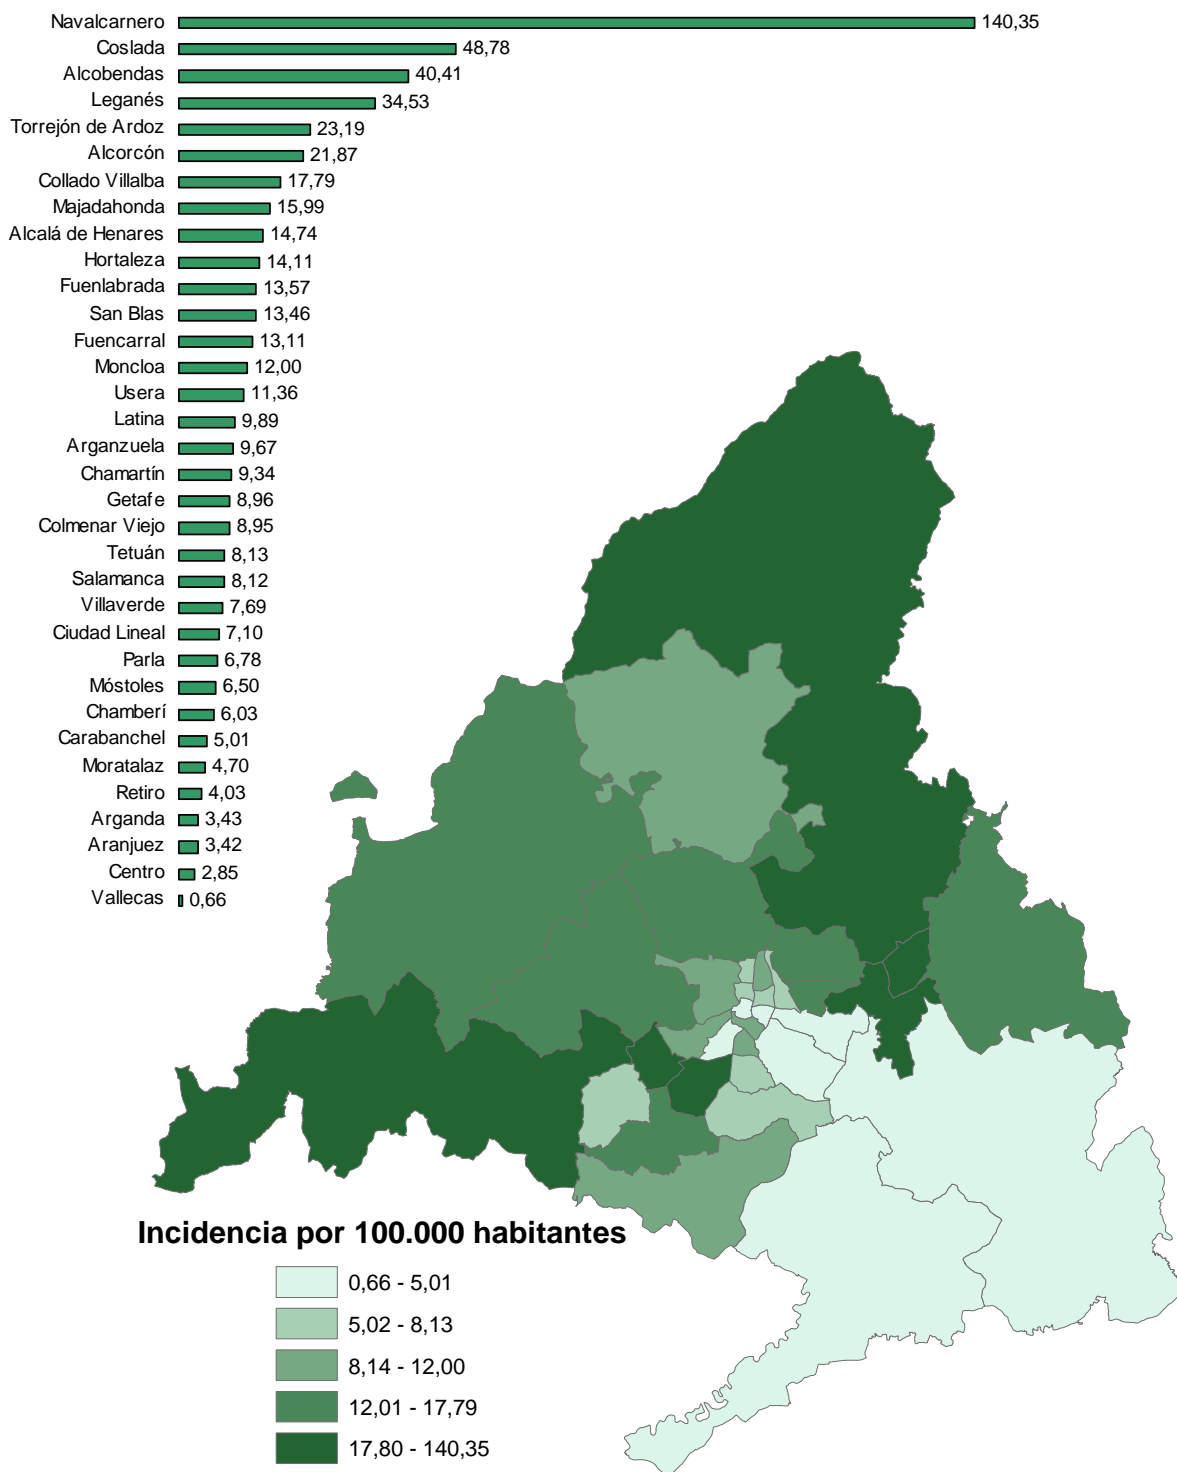 Navalcarnero 140,35
Coslada 48,78
Alcobendas 40,41
Leganés 34,53
Torrejón de Ardoz 23,19
Alcorcón 21,87
Collado Villalba 17,79
Majadahonda 15,99
Alcalá de Henares 14,74
Hortaleza 14,11
Fuenlabrada 13,57
San Blas 13,46
Fuencarral 13,11
Moncloa 12,00
Usera 11,36
Latina 9,89
Arganzuela 9,67
Chamartín 9,34
Getafe 8,96
Colmenar Viejo 8,95
Tetuán 8,13
Salamanca 8,12
Villaverde 7,69
Ciudad Lineal 7,10
Parla 6,78
Móstoles 6,50
Chamberí 6,03
Carabanchel 5,01
Moratalaz 4,70
Retiro 4,03
Arganda 3,43
Aranjuez 3,42
Centro 2,85
Vallecas 0,66
Incidencia por 100.000 habitantes
0,66 - 5,01
5,02 - 8,13
8,14 - 12,00
12,01 - 17,79
17,80 - 140,35